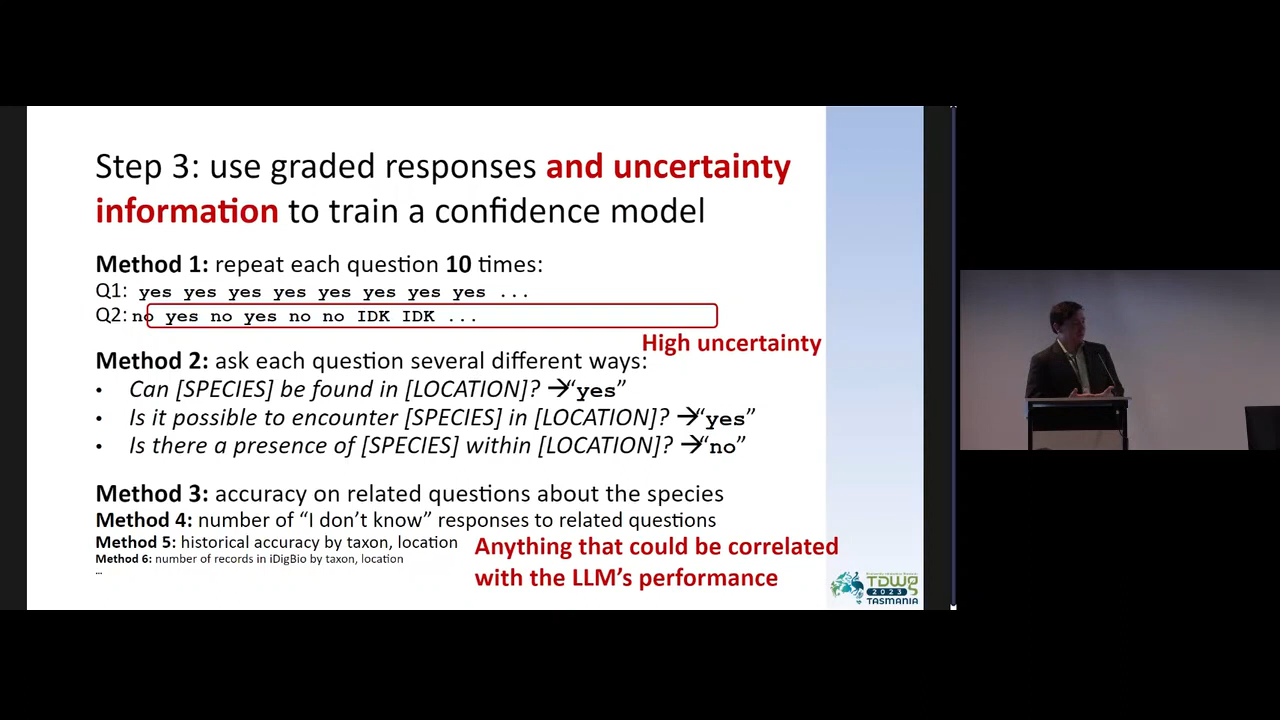 Step 3: use graded responses and uncertainty
information to train a confidence model
Method 1: repeat each question 10 times:
Q1: yes yes yes yes yes yes yes yes ...
Q2: no yes no yes no no IDK IDK ...
High uncertainty
Method 2: ask each question several different ways:
• Can [SPECIES] be found in [LOCATION]? →“yes”
• Is it possible to encounter [SPECIES] in [LOCATION]? →“yes”
• Is there a presence of [SPECIES] within [LOCATION]? →“no”
Method 3: accuracy on related questions about the species
Method 4: number of “I don’t know” responses to related questions
Method 5: historical accuracy by taxon, location
Method 6: number of records in iDigBio by taxon, location
...
Anything that could be correlated
with the LLM’s performance
TDWG
2023
TASMANIA